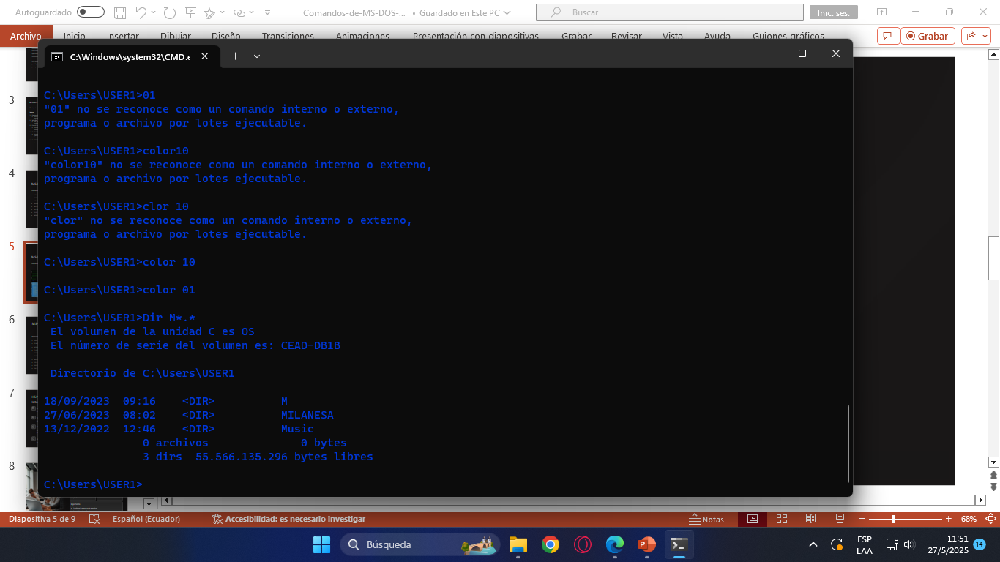 Autoguardado
Comandos-de-MS-DOS-... • Guardado en Este PC
Buscar
Inic. ses.
Archivo Inicio Insertar Dibujar Diseño Transiciones Animaciones Presentación con diapositivas Grabar Revisar Vista Ayuda Guiones gráficos
Grabar
C:\Windows\system32\CMD.e
C:\Users\USER1>01
"01" no se reconoce como un comando interno o externo,
programa o archivo por lotes ejecutable.
C:\Users\USER1>color10
"color10" no se reconoce como un comando interno o externo,
programa o archivo por lotes ejecutable.
C:\Users\USER1>clor 10
"clor" no se reconoce como un comando interno o externo,
programa o archivo por lotes ejecutable.
C:\Users\USER1>color 10
C:\Users\USER1>color 01
C:\Users\USER1>Dir M*.*
El volumen de la unidad C es OS
El número de serie del volumen es: CEAD-DB1B
Directorio de C:\Users\USER1
18/09/2023 09:16 <DIR> M
27/06/2023 08:02 <DIR> MILANESA
13/12/2022 12:46 <DIR> Music
0 archivos 0 bytes
3 dirs 55.566.135.296 bytes libres
C:\Users\USER1>
3
4
5
6
7
8
Diapositiva 5 de 9 Español (Ecuador) Accesibilidad: es necesario investigar Notas 68%
Búsqueda
ESP
LAA
11:51
27/5/2025
14